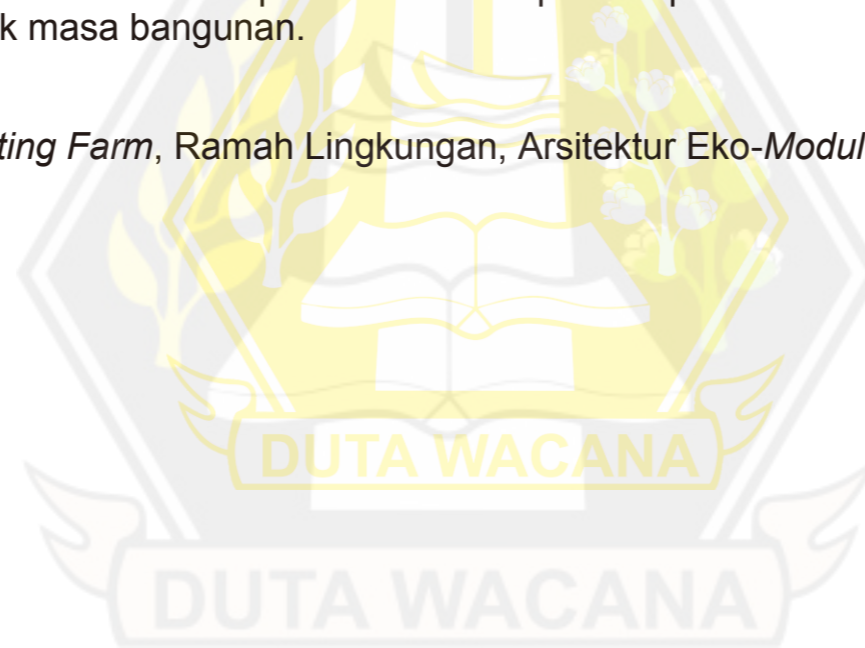 k masa bangunan.
ting Farm, Ramah Lingkungan, Arsitektur Eko-Modul
DUTA WACANA
DUTA WACANA